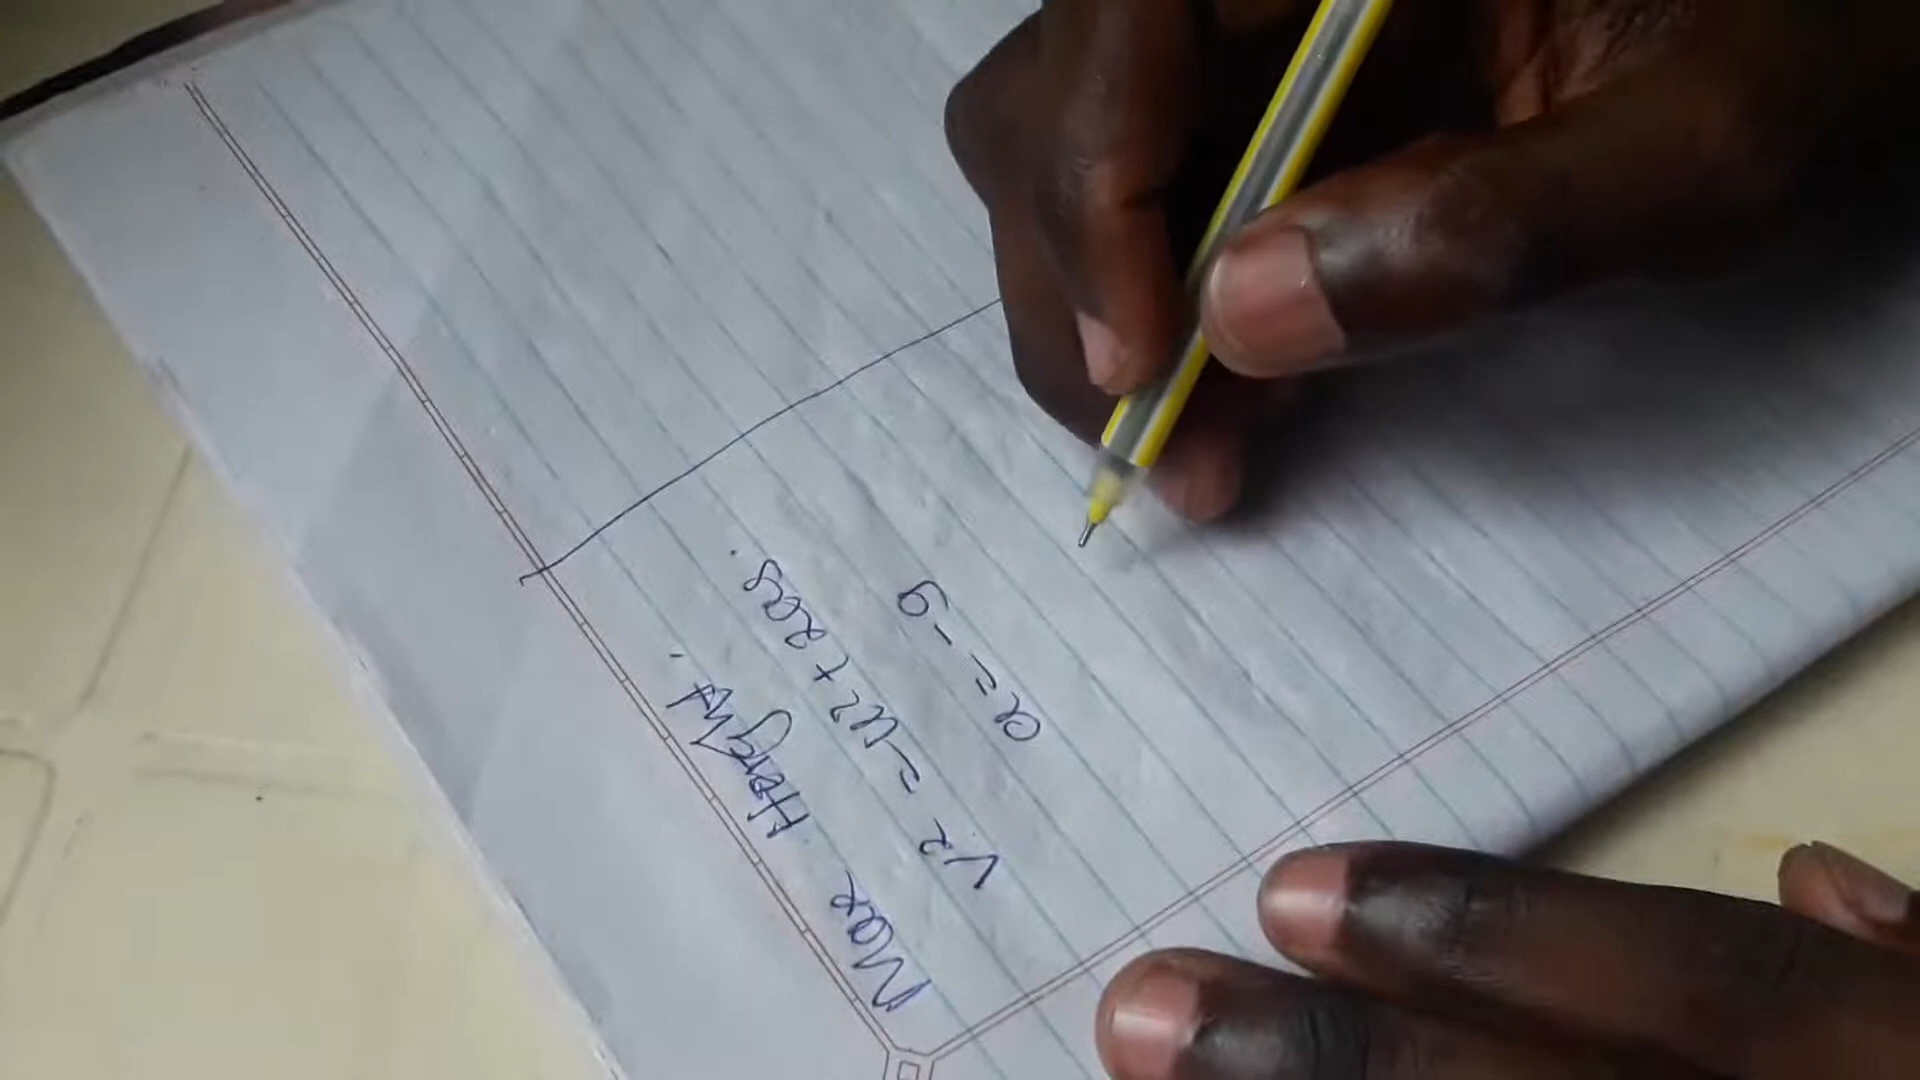 Max Height.
V2 = U2 + 2as.
a = -g